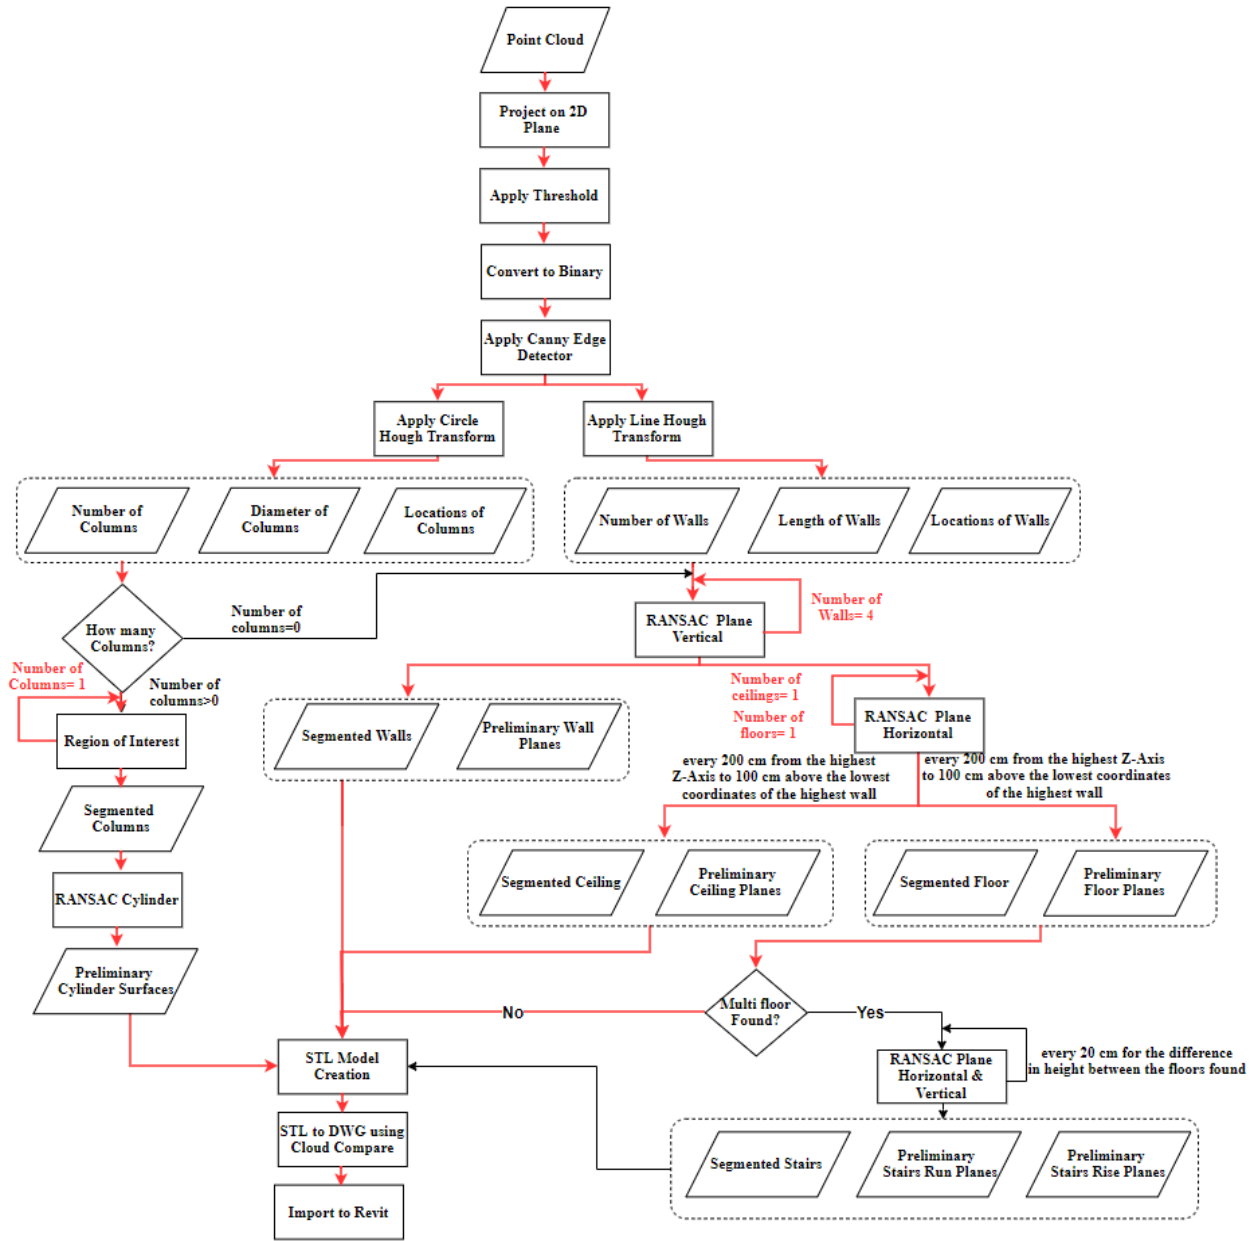 Point Cloud
Project on 2D
Plane
Apply Threshold
Convert to Binary
Apply Canny Edge
Detector
Apply Circle
Hough Transform
Apply Line Hough
Transform
Number of
Columns
Diameter of
Columns
Locations of
Columns
Number of Walls
Length of Walls
Locations of Walls
How many
Columns?
Number of
columns=0
Number of
Walls= 4
RANSAC Plane
Vertical
Number of
Columns= 1
Number of
columns>0
Region of Interest
Number of
ceilings= 1
Number of
floors= 1
RANSAC Plane
Horizontal
Segmented Walls
Preliminary Wall
Planes
every 200 cm from the highest
Z-Axis to 100 cm above the lowest
coordinates of the highest wall
every 200 cm from the highest Z-Axis
to 100 cm above the lowest coordinates
of the highest wall
Segmented
Columns
RANSAC Cylinder
Preliminary
Cylinder Surfaces
Segmented Ceiling
Preliminary
Ceiling Planes
Segmented Floor
Preliminary
Floor Planes
Multi floor
Found?
No
Yes
STL Model
Creation
RANSAC Plane
Horizontal &
Vertical
every 20 cm for the difference
in height between the floors found
STL to DWG using
Cloud Compare
Segmented Stairs
Preliminary
Stairs Run Planes
Preliminary
Stairs Rise Planes
Import to Revit